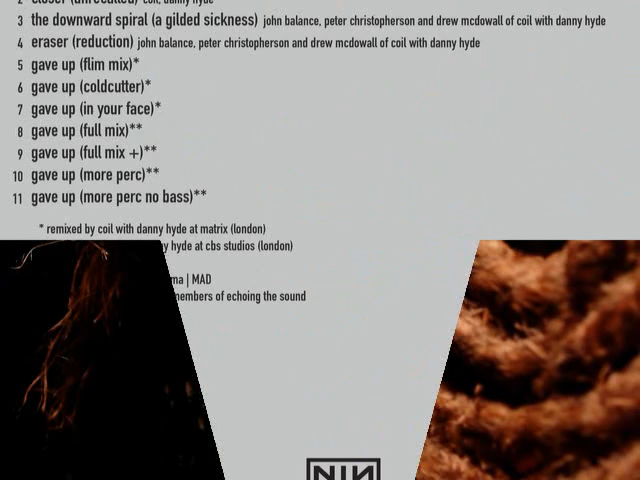 3 the downward spiral (a gilded sickness) john balance, peter christopherson and drew mcdowall of coil with danny hyde
4 eraser (reduction) john balance, peter christopherson and drew mcdowall of coil with danny hyde
5 gave up (flim mix)*
6 gave up (coldcutter)*
7 gave up (in your face)*
8 gave up (full mix)**
9 gave up (full mix +)**
10 gave up (more perc)**
11 gave up (more perc no bass)**
* remixed by coil with danny hyde at matrix (london)
hyde at cbs studios (london)
| MAD
of echoing the sound
NIN